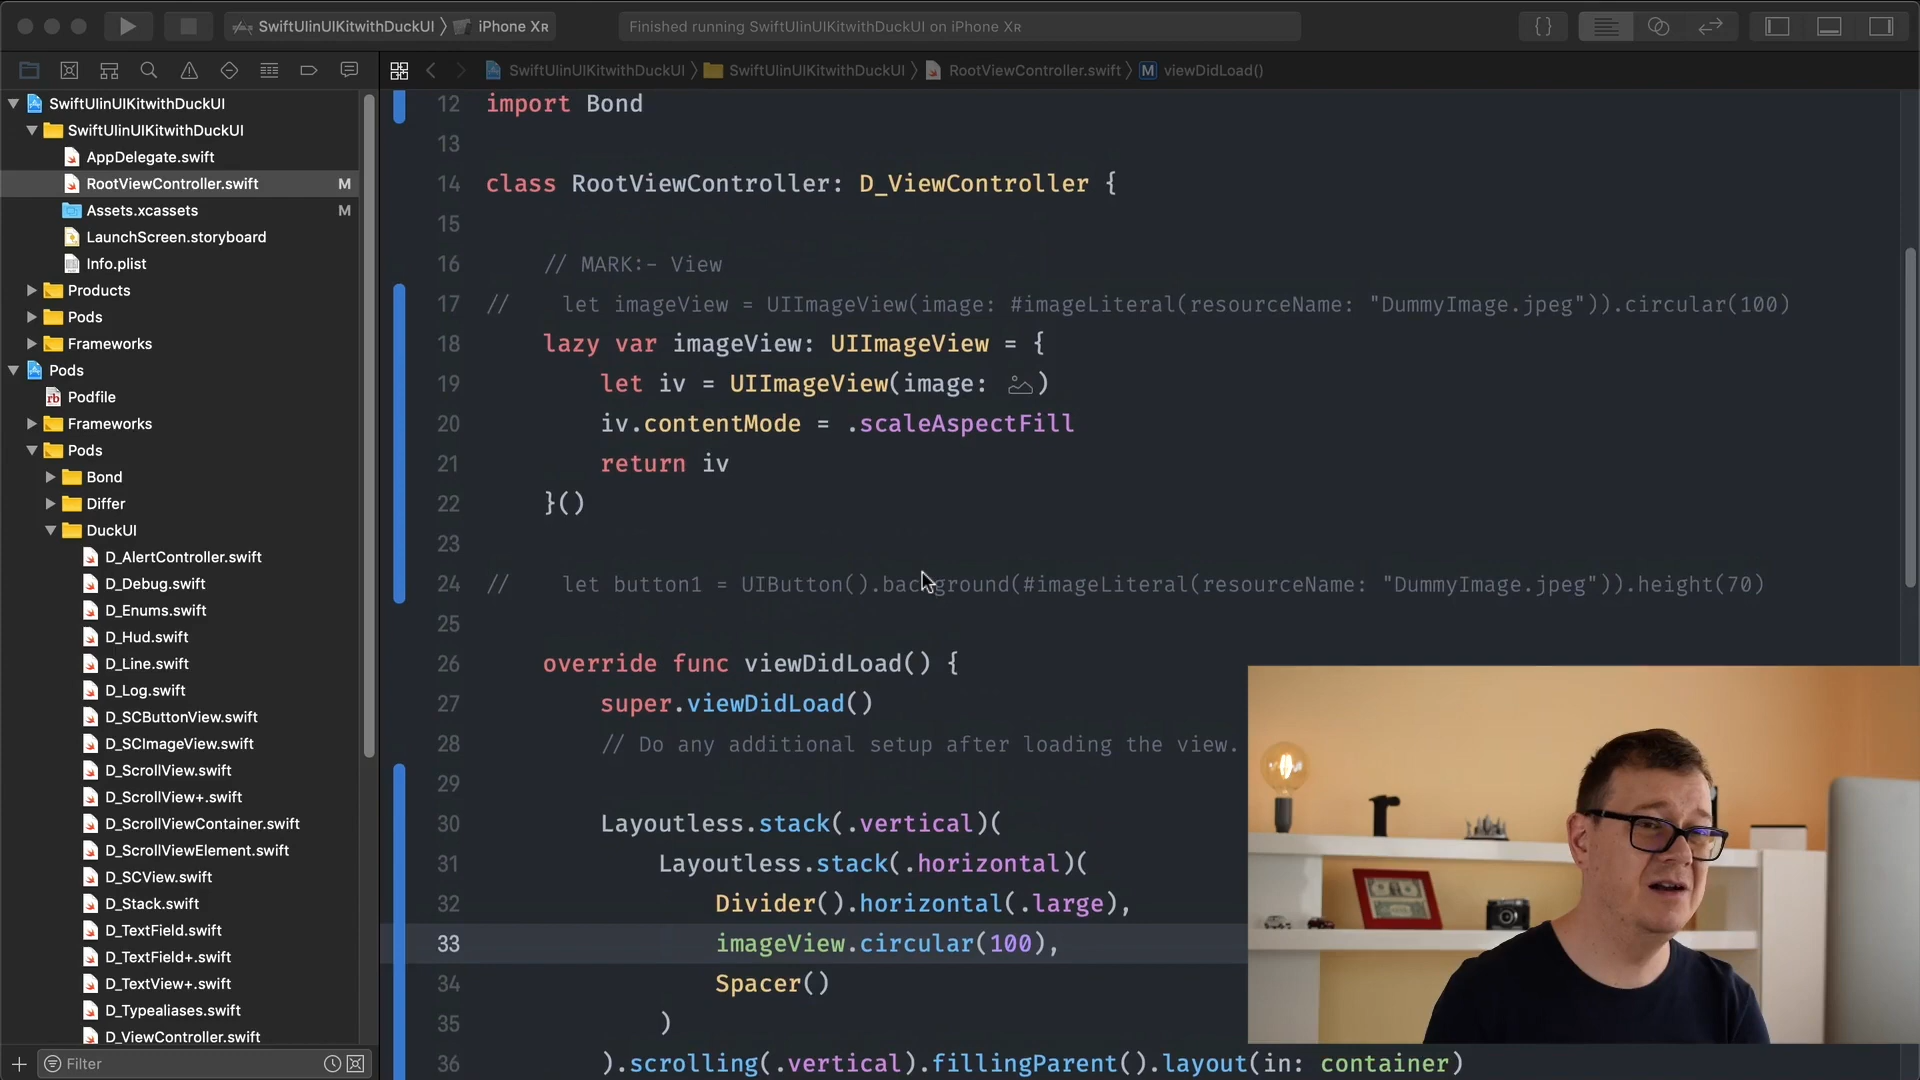 SwiftUIinUIKitwithDuckUI iPhone XR
Finished running SwiftUIinUIKitwithDuckUI on iPhone XR
SwiftUIinUIKitwithDuckUI SwiftUIinUIKitwithDuckUI RootViewController.swift M viewDidLoad()
SwiftUIinUIKitwithDuckUI
SwiftUIinUIKitwithDuckUI
AppDelegate.swift
RootViewController.swift M
Assets.xcassets M
LaunchScreen.storyboard
Info.plist
Products
Pods
Frameworks
Pods
Podfile
Frameworks
Pods
Bond
Differ
DuckUI
D_AlertController.swift
D_Debug.swift
D_Enums.swift
D_Hud.swift
D_Line.swift
D_Log.swift
D_SCButtonView.swift
D_SCImageView.swift
D_ScrollView.swift
D_ScrollView+.swift
D_ScrollViewContainer.swift
D_ScrollViewElement.swift
D_SCView.swift
D_Stack.swift
D_TextField.swift
D_TextField+.swift
D_TextView+.swift
D_Typealiases.swift
D_ViewController.swift
Filter
12 import Bond
13
14 class RootViewController: D_ViewController {
15
16 // MARK:- View
17 // let imageView = UIImageView(image: #imageLiteral(resourceName: "DummyImage.jpeg")).circular(100)
18 lazy var imageView: UIImageView = {
19 let iv = UIImageView(image: )
20 iv.contentMode = .scaleAspectFill
21 return iv
22 }()
23
24 // let button1 = UIButton().background(#imageLiteral(resourceName: "DummyImage.jpeg")).height(70)
25
26 override func viewDidLoad() {
27 super.viewDidLoad()
28 // Do any additional setup after loading the view.
29
30 Layoutless.stack(.vertical)(
31 Layoutless.stack(.horizontal)(
32 Divider().horizontal(.large),
33 imageView.circular(100),
34 Spacer()
35 )
36 ).scrolling(.vertical).fillingParent().layout(in: container)